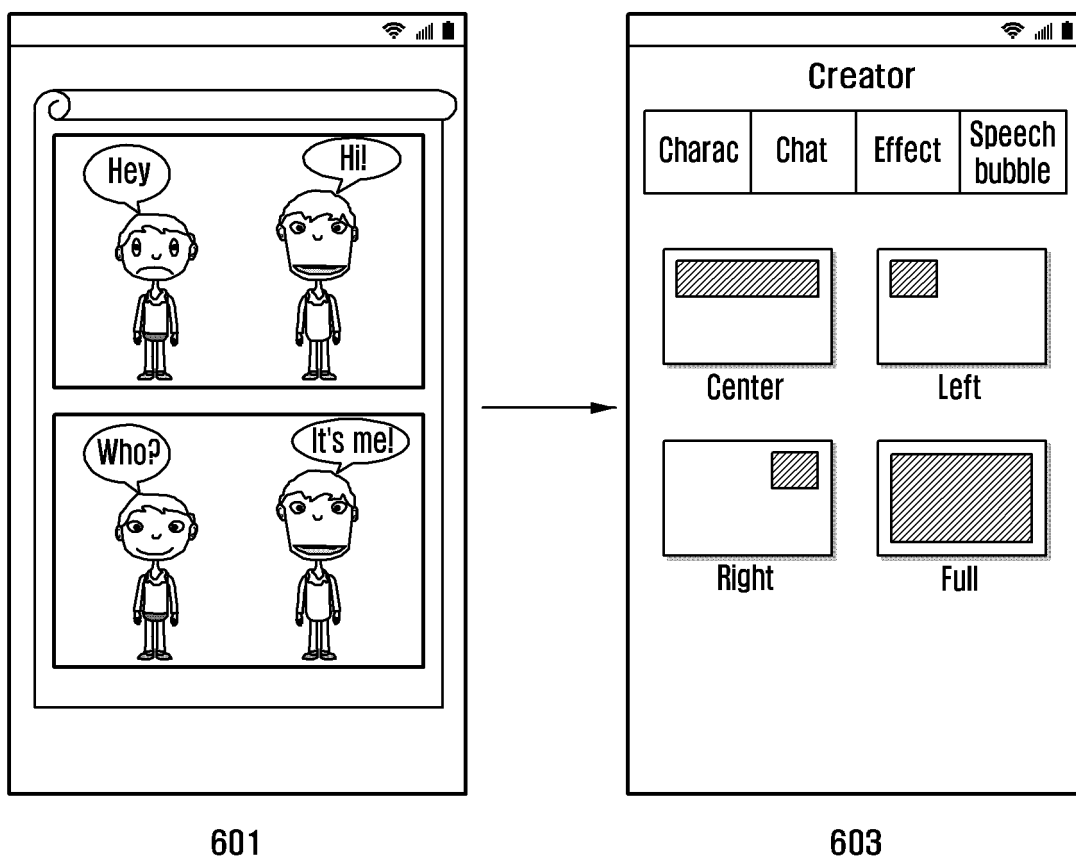 Hey
Hi!
Who?
It's me!
601
Creator
Charac
Chat
Effect
Speech
bubble
Center
Left
Right
Full
603